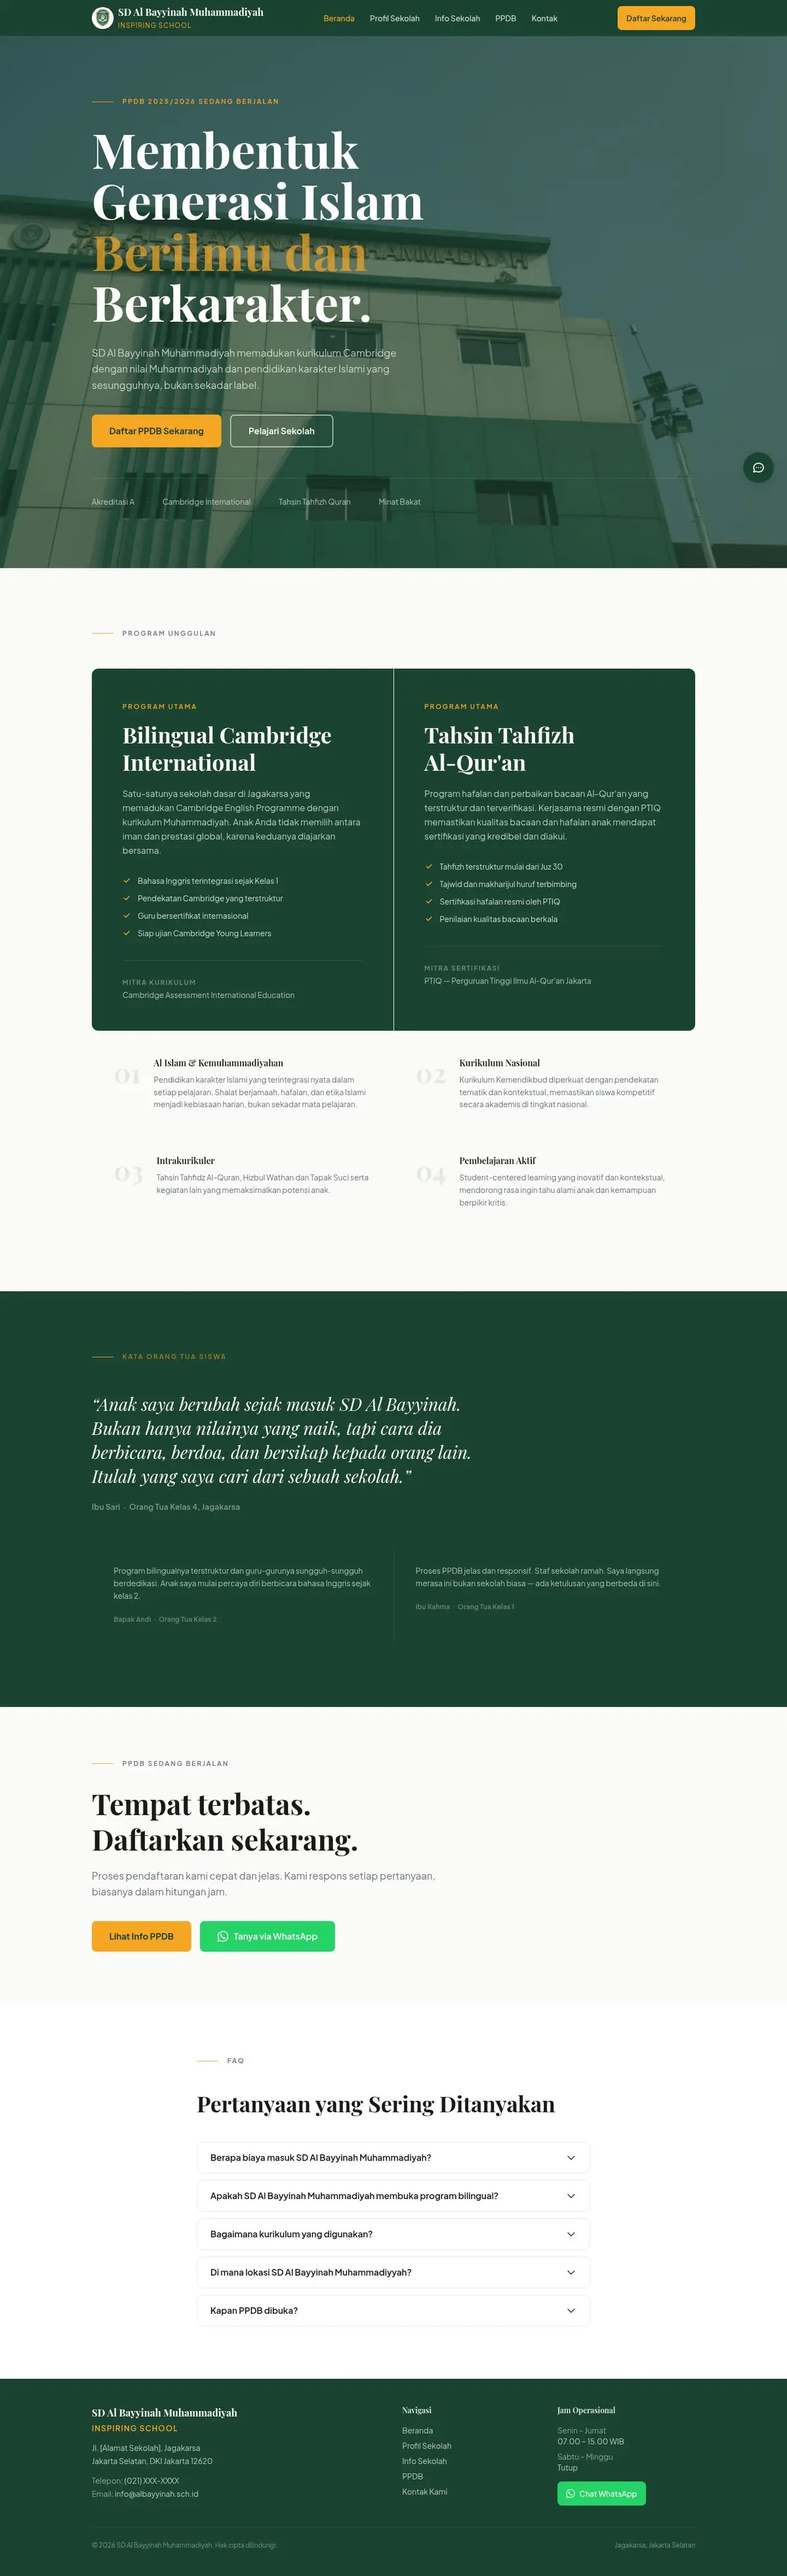 SD Al Bayyinah Muhammadiyah
INSPIRING SCHOOL
Beranda
Profil Sekolah
Info Sekolah
PPDB
Kontak
Daftar Sekarang
PPDB 2025/2026 SEDANG BERJALAN
Membentuk
Generasi Islam
Berilmu dan
Berkarakter.
SD Al Bayyinah Muhammadiyah memadukan kurikulum Cambridge
dengan nilai Muhammadiyah dan pendidikan karakter Islami yang
sesungguhnya, bukan sekadar label.
Daftar PPDB Sekarang
Pelajari Sekolah
Akreditasi A
Cambridge International
Tahsin Tahfizh Quran
Minat Bakat
PROGRAM UNGGULAN
PROGRAM UTAMA
Bilingual Cambridge
International
Satu-satunya sekolah dasar di Jagakarsa yang
memadukan Cambridge English Programme dengan
kurikulum Muhammadiyah. Anak Anda tidak memilih antara
iman dan prestasi global, karena keduanya diajarkan
bersama.
Bahasa Inggris terintegrasi sejak Kelas 1
Pendekatan Cambridge yang terstruktur
Guru bersertifikat internasional
Siap ujian Cambridge Young Learners
MITRA KURIKULUM
Cambridge Assessment International Education
PROGRAM UTAMA
Tahsin Tahfizh
Al-Qur'an
Program hafalan dan perbaikan bacaan Al-Qur'an yang
terstruktur dan terverifikasi. Kerjasama resmi dengan PTIQ
memastikan kualitas bacaan dan hafalan anak mendapat
sertifikasi yang kredibel dan diakui.
Tahfizh terstruktur mulai dari Juz 30
Tajwid dan makharijul huruf terbimbing
Sertifikasi hafalan resmi oleh PTIQ
Penilaian kualitas bacaan berkala
MITRA SERTIFIKASI
PTIQ — Perguruan Tinggi Ilmu Al-Qur'an Jakarta
01
Al Islam & Kemuhammadiyahan
Pendidikan karakter Islami yang terintegrasi nyata dalam
setiap pelajaran. Shalat berjamaah, hafalan, dan etika Islami
menjadi kebiasaan harian, bukan sekadar mata pelajaran.
02
Kurikulum Nasional
Kurikulum Kemendikbud diperkuat dengan pendekatan
tematik dan kontekstual, memastikan siswa kompetitif
secara akademis di tingkat nasional.
03
Intrakurikuler
Tahsin Tahfidz Al-Quran, Hizbul Wathan dan Tapak Suci serta
kegiatan lain yang memaksimalkan potensi anak.
04
Pembelajaran Aktif
Student-centered learning yang inovatif dan kontekstual,
mendorong rasa ingin tahu alami anak dan kemampuan
berpikir kritis.
KATA ORANG TUA SISWA
“Anak saya berubah sejak masuk SD Al Bayyinah.
Bukan hanya nilainya yang naik, tapi cara dia
berbicara, berdoa, dan bersikap kepada orang lain.
Itulah yang saya cari dari sebuah sekolah.”
Ibu Sari · Orang Tua Kelas 4, Jagakarsa
Program bilingualnya terstruktur dan guru-gurunya sungguh-sungguh
berdedikasi. Anak saya mulai percaya diri berbicara bahasa Inggris sejak
kelas 2.
Bapak Andi · Orang Tua Kelas 2
Proses PPDB jelas dan responsif. Staf sekolah ramah. Saya langsung
merasa ini bukan sekolah biasa — ada ketulusan yang berbeda di sini.
Ibu Rahma · Orang Tua Kelas 1
PPDB SEDANG BERJALAN
Tempat terbatas.
Daftarkan sekarang.
Proses pendaftaran kami cepat dan jelas. Kami respons setiap pertanyaan,
biasanya dalam hitungan jam.
Lihat Info PPDB
Tanya via WhatsApp
FAQ
Pertanyaan yang Sering Ditanyakan
Berapa biaya masuk SD Al Bayyinah Muhammadiyah?
Apakah SD Al Bayyinah Muhammadiyah membuka program bilingual?
Bagaimana kurikulum yang digunakan?
Di mana lokasi SD Al Bayyinah Muhammadiyyah?
Kapan PPDB dibuka?
SD Al Bayyinah Muhammadiyah
INSPIRING SCHOOL
Jl. [Alamat Sekolah], Jagakarsa
Jakarta Selatan, DKI Jakarta 12620
Telepon: (021) XXX-XXXX
Email: info@albayyinah.sch.id
Navigasi
Beranda
Profil Sekolah
Info Sekolah
PPDB
Kontak Kami
Jam Operasional
Senin – Jumat
07.00 – 15.00 WIB
Sabtu – Minggu
Tutup
Chat WhatsApp
© 2026 SD Al Bayyinah Muhammadiyah. Hak cipta dilindungi.
Jagakarsa, Jakarta Selatan